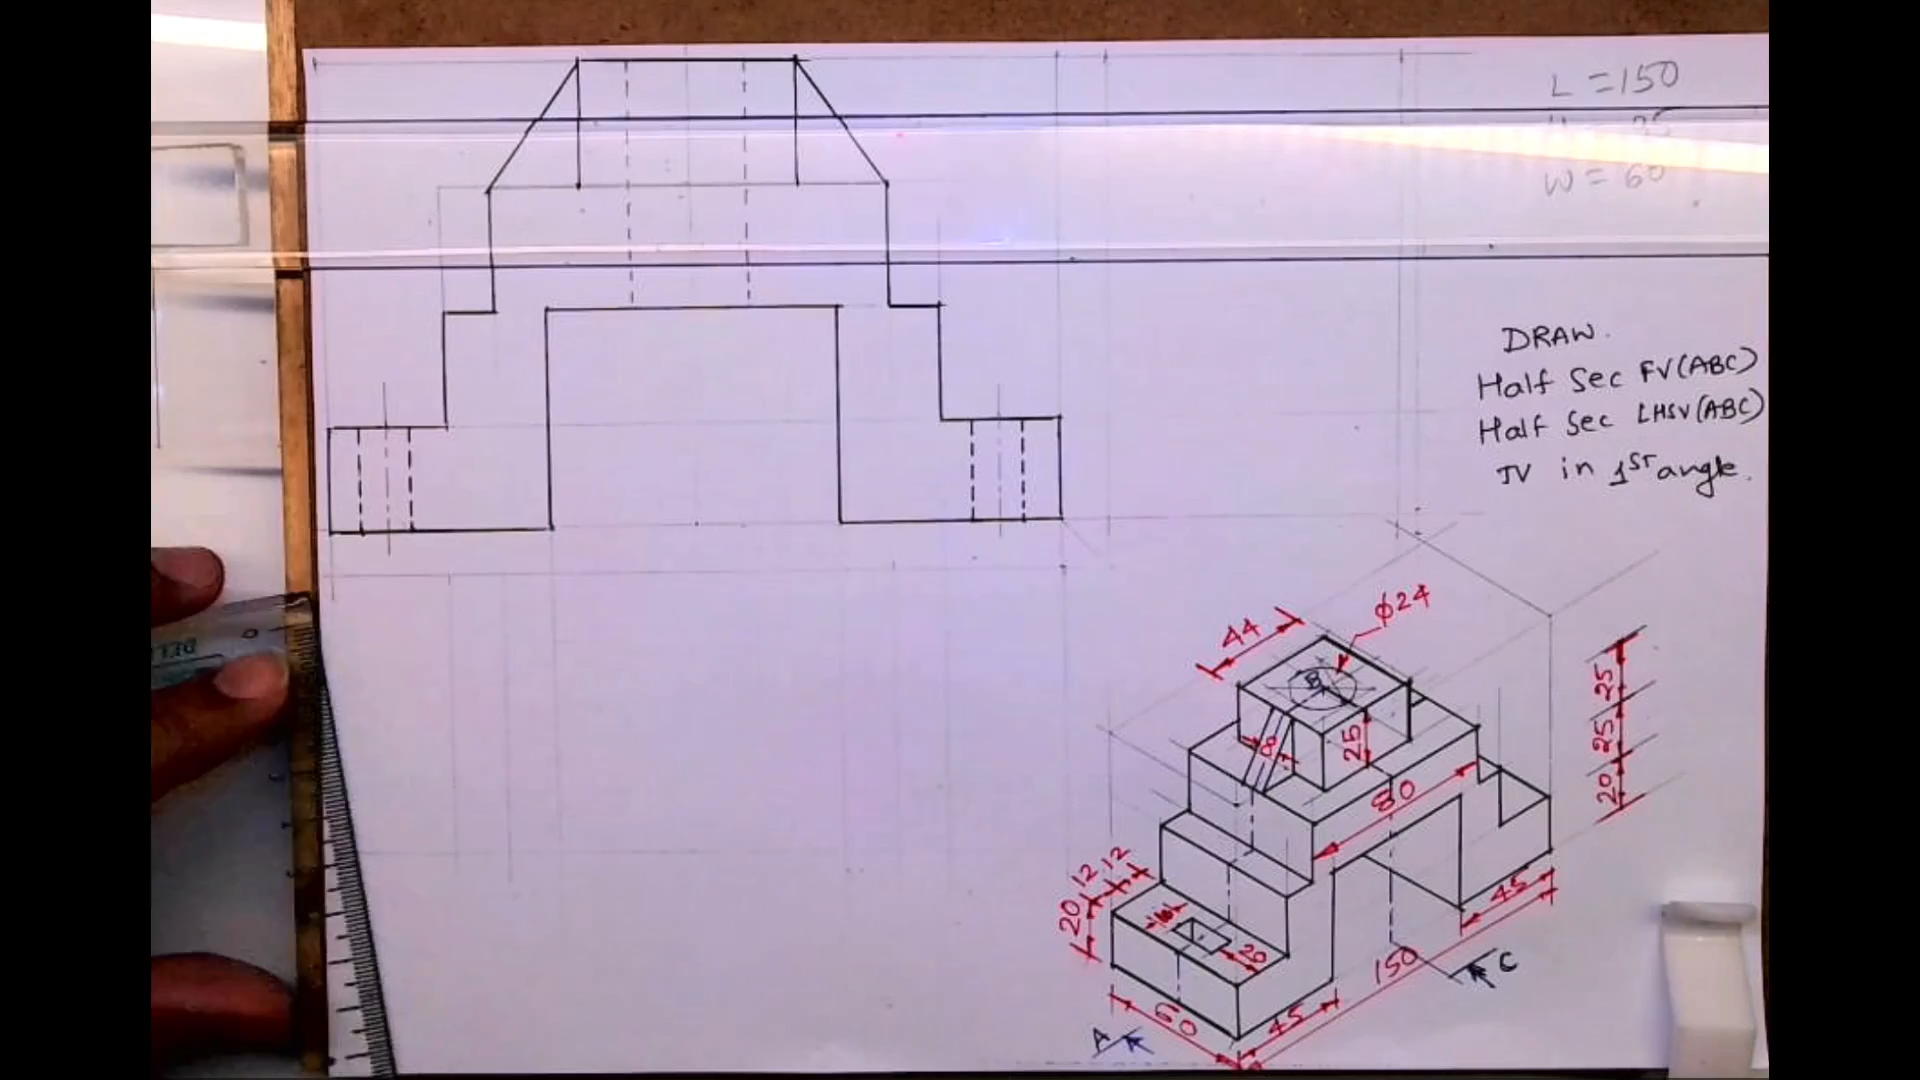 L = 150
W = 60
DRAW.
Half Sec FV(ABC)
Half Sec LHSV(ABC)
TV in 1ST angle.
φ24
44
B
8
25
80
25
25
20
12 12
20
20
45
150
C
45
60
A
0